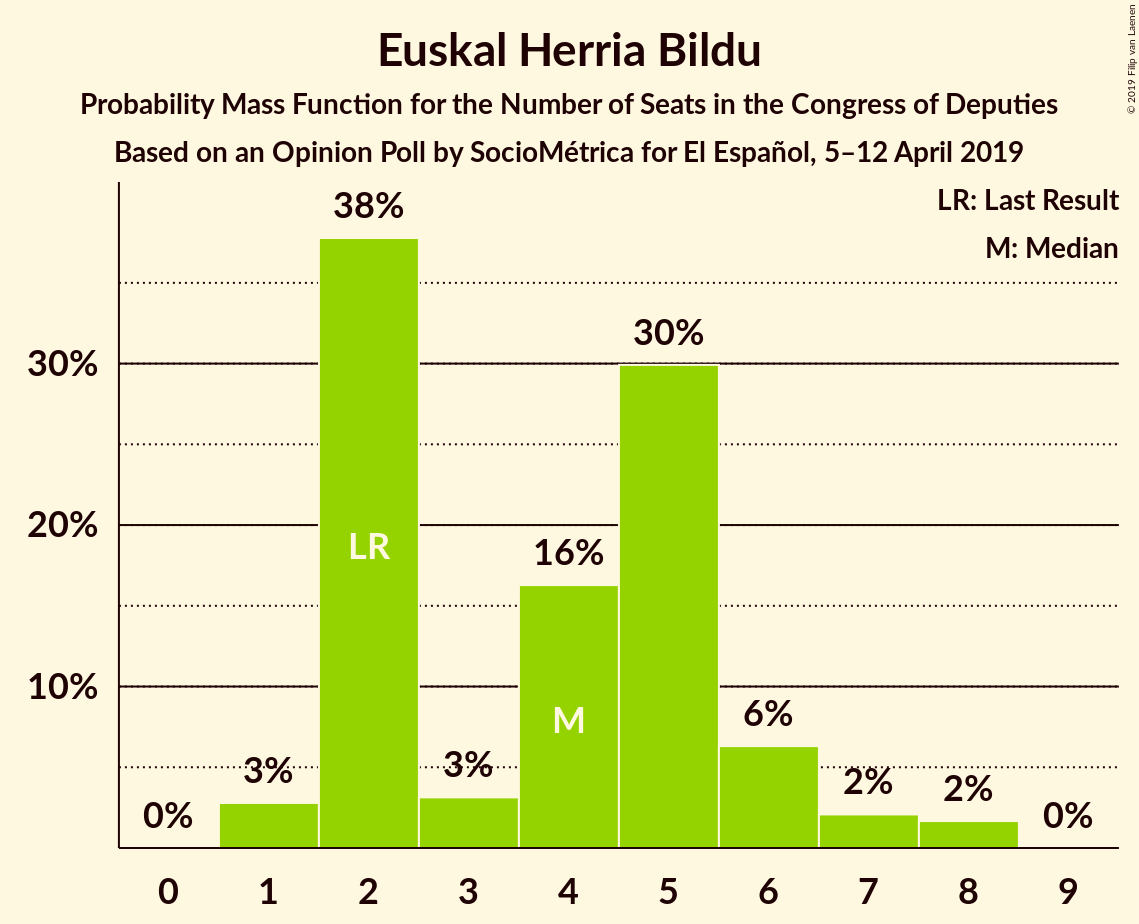 Euskal Herria Bildu
Probability Mass Function for the Number of Seats in the Congress of Deputies
Based on an Opinion Poll by SocioMétrica for El Español, 5–12 April 2019
© 2019 Filip van Laenen
LR: Last Result
M: Median
38%
30%
30%
20%
LR
16%
10%
M
6%
3%
3%
2%
2%
0%
0%
0 1 2 3 4 5 6 7 8 9